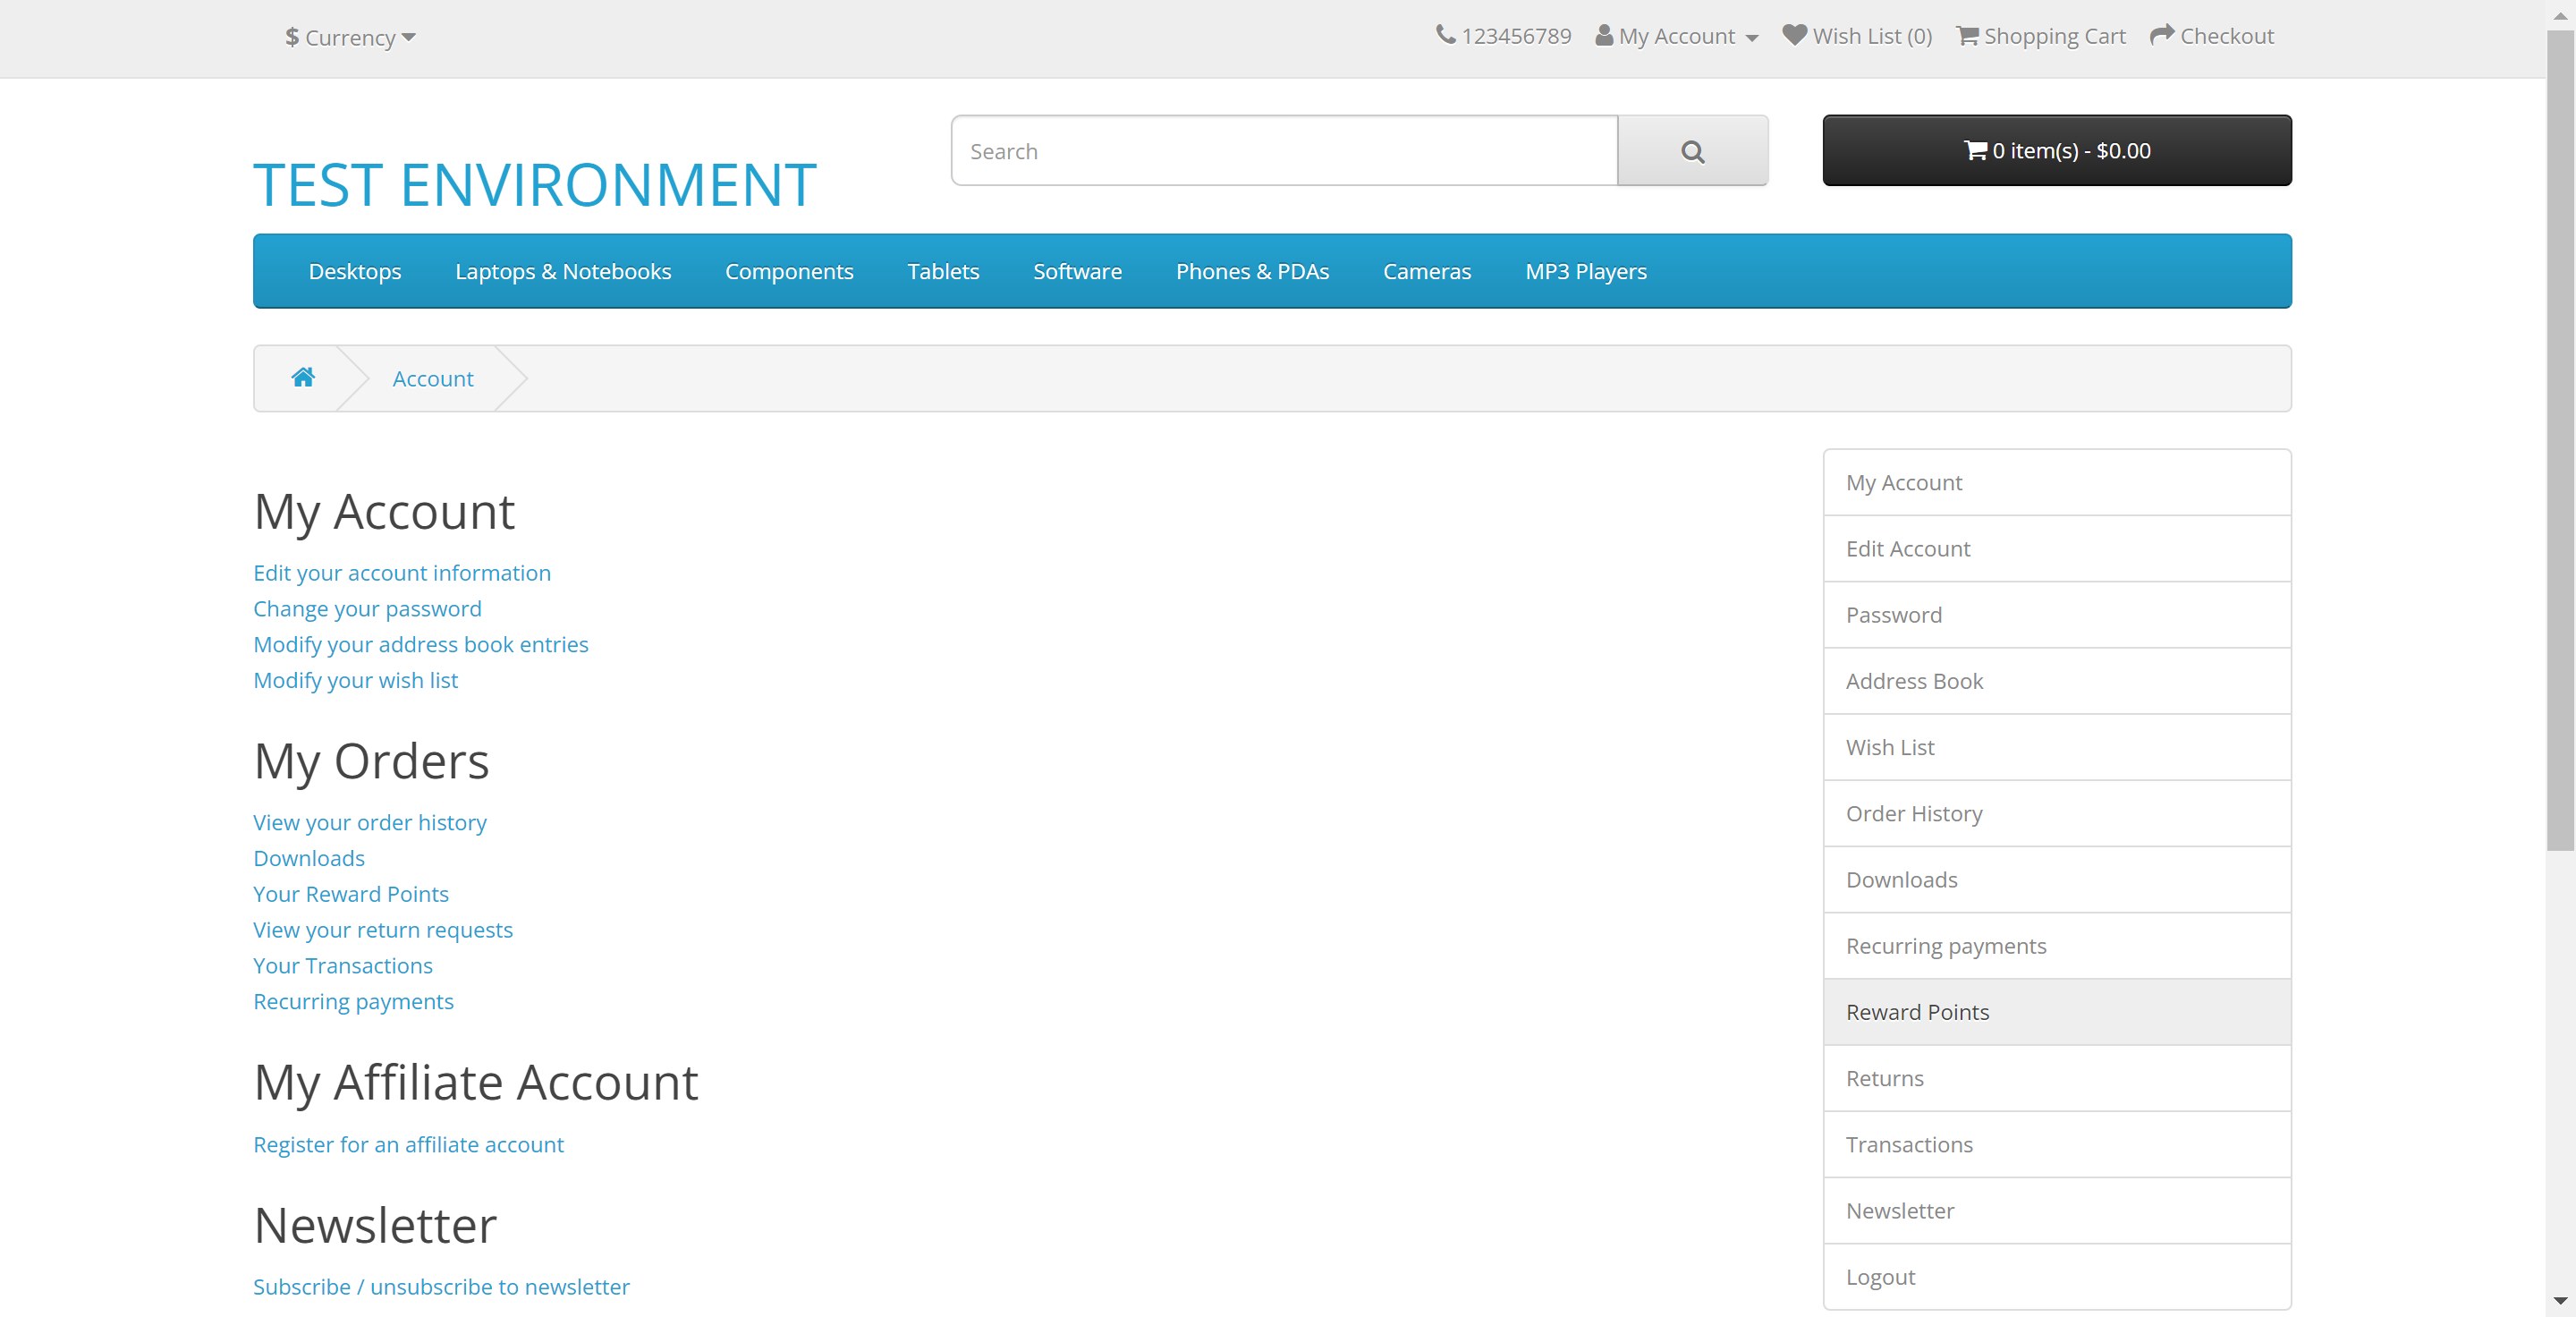 $ Currency
123456789 My Account Wish List (0) Shopping Cart Checkout
TEST ENVIRONMENT
Search
0 item(s) - $0.00
Desktops Laptops & Notebooks Components Tablets Software Phones & PDAs Cameras MP3 Players
Account
My Account
Edit your account information
Change your password
Modify your address book entries
Modify your wish list
My Orders
View your order history
Downloads
Your Reward Points
View your return requests
Your Transactions
Recurring payments
My Affiliate Account
Register for an affiliate account
Newsletter
Subscribe / unsubscribe to newsletter
My Account
Edit Account
Password
Address Book
Wish List
Order History
Downloads
Recurring payments
Reward Points
Returns
Transactions
Newsletter
Logout